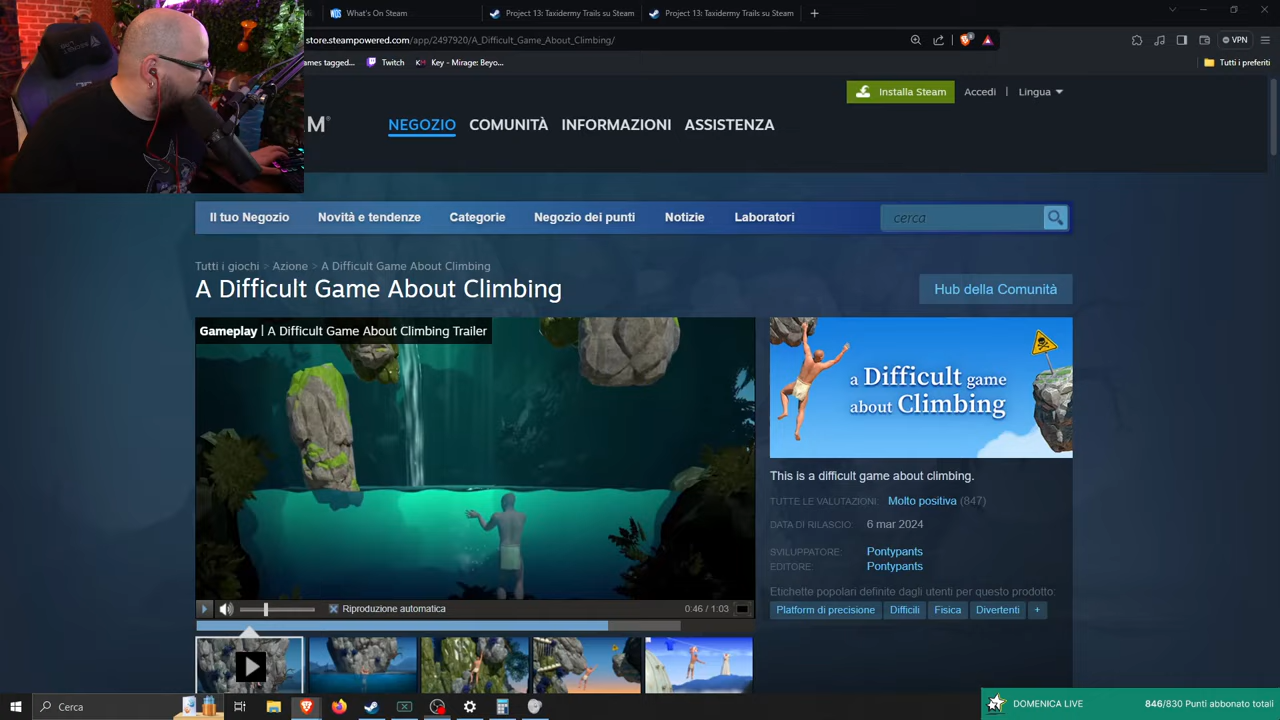 What's On Steam
Project 13: Taxidermy Trails su Steam
Project 13: Taxidermy Trails su Steam
store.steampowered.com/app/2497920/A_Difficult_Game_About_Climbing/
VPN
ames tagged...
Twitch
Key - Mirage: Beyo...
Tutti i preferiti
Installa Steam
Accedi
Lingua
M
NEGOZIO
COMUNITÀ
INFORMAZIONI
ASSISTENZA
Il tuo Negozio
Novità e tendenze
Categorie
Negozio dei punti
Notizie
Laboratori
cerca
Tutti i giochi > Azione > A Difficult Game About Climbing
A Difficult Game About Climbing
Hub della Comunità
Gameplay | A Difficult Game About Climbing Trailer
a Difficult game
about Climbing
This is a difficult game about climbing.
TUTTE LE VALUTAZIONI: Molto positiva (847)
DATA DI RILASCIO: 6 mar 2024
SVILUPPATORE: Pontypants
EDITORE: Pontypants
Etichette popolari definite dagli utenti per questo prodotto:
Platform di precisione
Difficili
Fisica
Divertenti
+
Riproduzione automatica
0:46 / 1:03
Cerca
DOMENICA LIVE
846/830 Punti abbonato totali